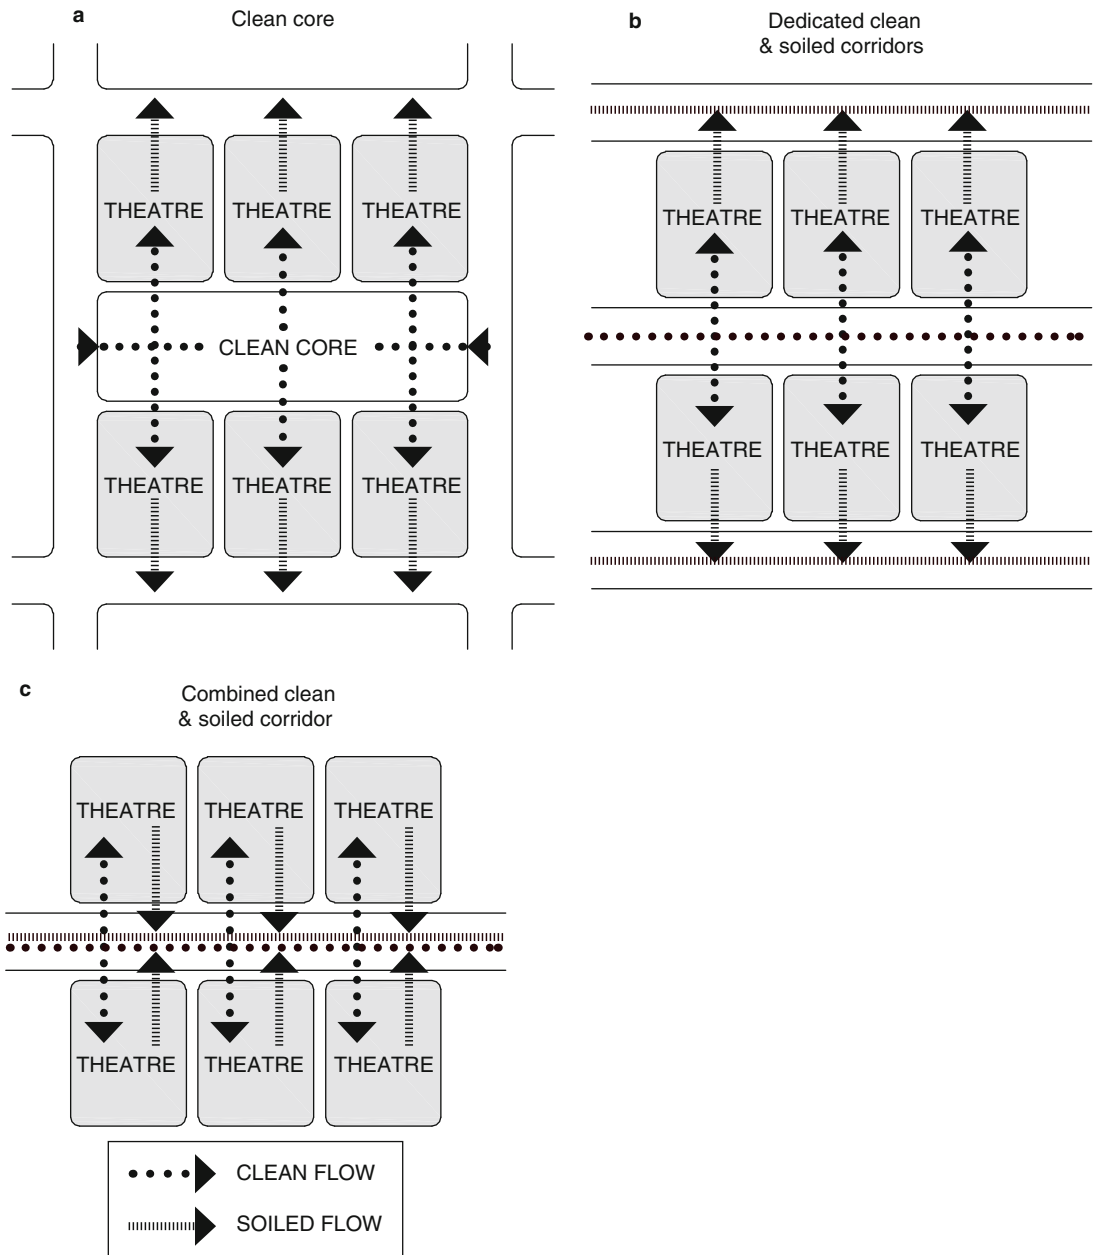 a
Clean core
THEATRE THEATRE THEATRE
CLEAN CORE
THEATRE THEATRE THEATRE
b
Dedicated clean
& soiled corridors
THEATRE THEATRE THEATRE
THEATRE THEATRE THEATRE
c
Combined clean
& soiled corridor
THEATRE THEATRE THEATRE
THEATRE THEATRE THEATRE
CLEAN FLOW
SOILED FLOW